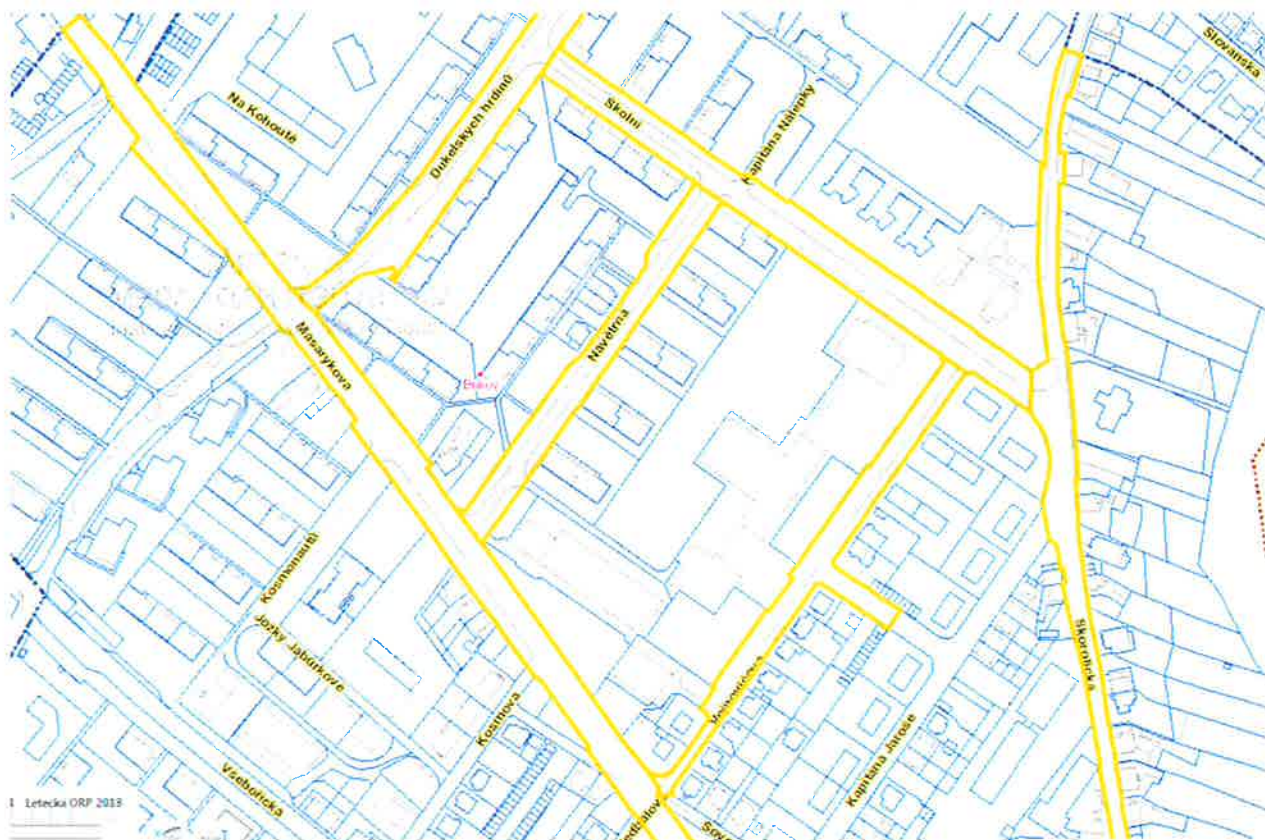 Slovanská
Na Kohoutě
Dukelských hrdinů
Školní
Kapitána Nálepky
Masarykova
Návětrná
Kosmonautů
Jožky Jabůrkové
Kosmova
Všebořická
Kapitána Jaroše
Skorotická
Letecká ORP 2013